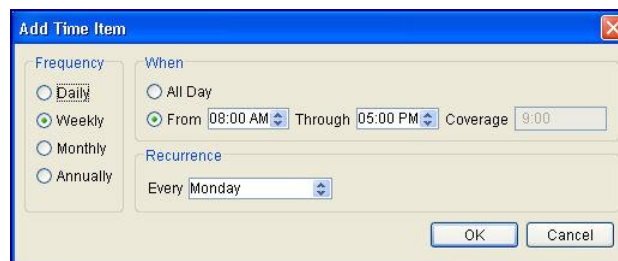 Add Time Item
Frequency
Daily
Weekly
Monthly
Annually
When
All Day
From 08:00 AM Through 05:00 PM Coverage 9:00
Recurrence
Every Monday
OK Cancel